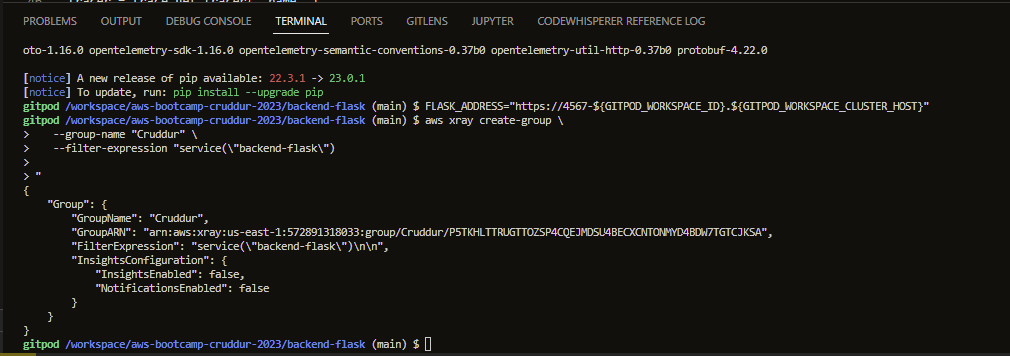 PROBLEMS OUTPUT DEBUG CONSOLE TERMINAL PORTS GITLENS JUPYTER CODEWHISPERER REFERENCE LOG
oto-1.16.0 opentelemetry-sdk-1.16.0 opentelemetry-semantic-conventions-0.37b0 opentelemetry-util-http-0.37b0 protobuf-4.22.0
[notice] A new release of pip available: 22.3.1 -> 23.0.1
[notice] To update, run: pip install --upgrade pip
gitpod /workspace/aws-bootcamp-cruddur-2023/backend-flask (main) $ FLASK_ADDRESS="https://4567-${GITPOD_WORKSPACE_ID}.${GITPOD_WORKSPACE_CLUSTER_HOST}"
gitpod /workspace/aws-bootcamp-cruddur-2023/backend-flask (main) $ aws xray create-group \
>    --group-name "Cruddur" \
>    --filter-expression "service(\"backend-flask\")
>
> "
{
    "Group": {
        "GroupName": "Cruddur",
        "GroupARN": "arn:aws:xray:us-east-1:572891318033:group/Cruddur/P5TKHLTTRUGTTOZSP4CQEJMDSU4BECXCNTONMYD4BDW7TGTCJKSA",
        "FilterExpression": "service(\"backend-flask\")\n\n",
        "InsightsConfiguration": {
            "InsightsEnabled": false,
            "NotificationsEnabled": false
        }
    }
}
gitpod /workspace/aws-bootcamp-cruddur-2023/backend-flask (main) $